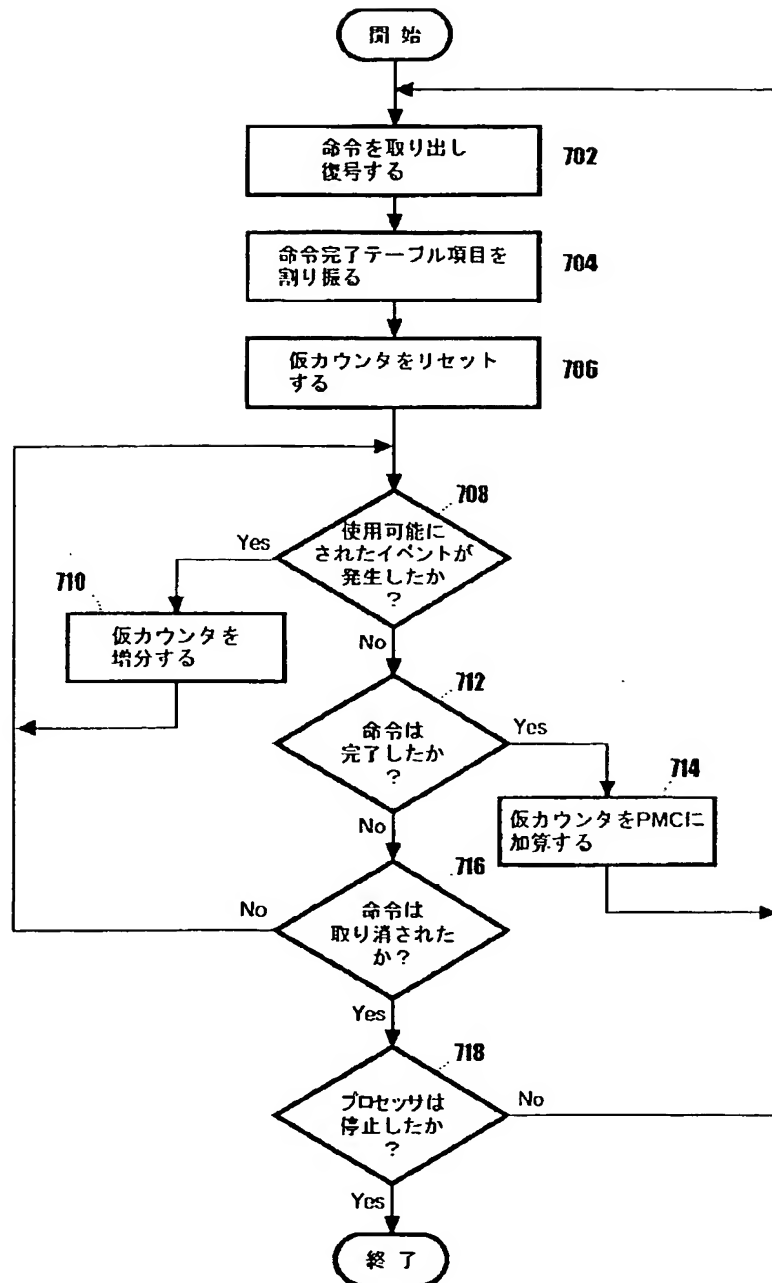 開始
命令を取り出し
復号する
702
命令完了テーブル項目を
割り振る
704
仮カウンタをリセット
する
706
708
使用可能に
されたイベントが
発生したか
?
Yes
No
710
仮カウンタを
増分する
712
命令は
完了したか
?
Yes
No
714
仮カウンタをPMCに
加算する
716
命令は
取り消された
か?
No
Yes
718
プロセッサは
停止したか
?
No
Yes
終了